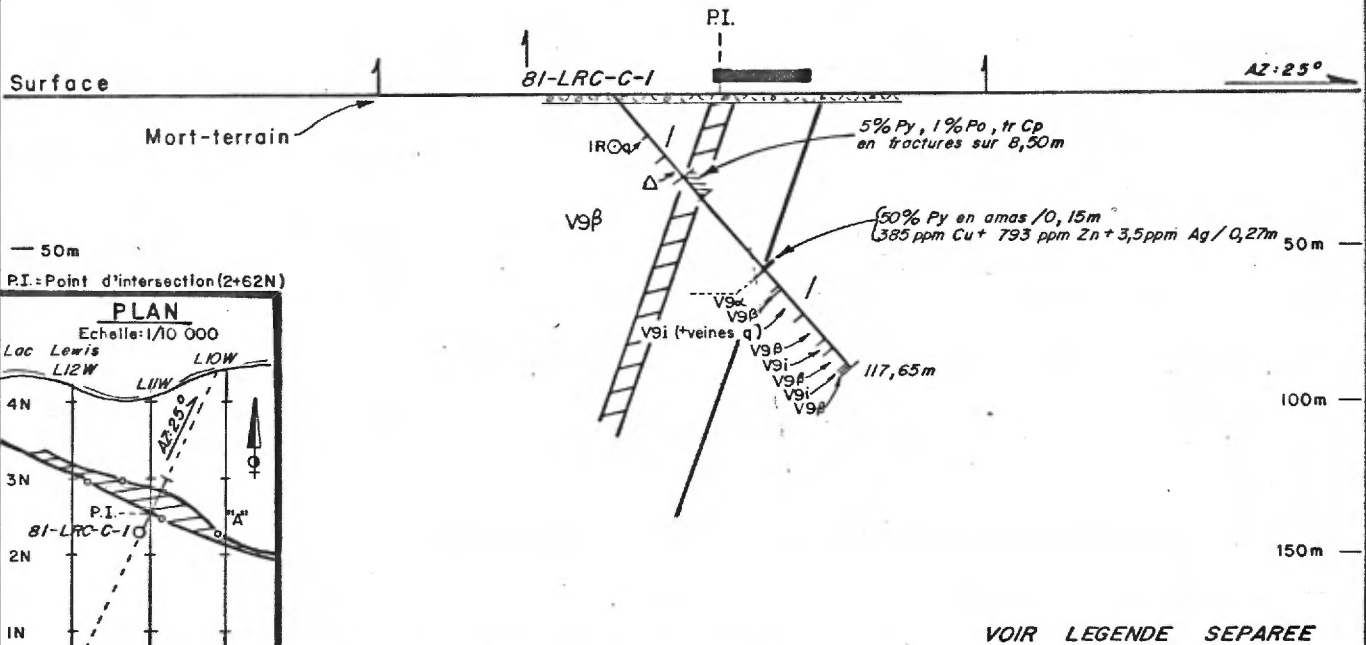 P.I.
Surface
81-LRC-C-1
AZ:25°
Mort-terrain
5% Py, 1% Po, tr Cp
en fractures sur 8,50m
IR⊙q
Δ
V9β
50% Py en amas /0,15m
385 ppm Cu + 793 ppm Zn + 3,5 ppm Ag / 0,27m
50m
50m
P.I.= Point d'intersection (2+62N)
PLAN
Echelle: 1/10 000
Lac Lewis
L12W
L11W
L10W
AZ:25°
4N
3N
P.I.
"A"
81-LRC-C-1
2N
1N
V9α
V9β
V9i (+veines q)
V9β
V9i
V9β
V9i
V9β
117,65m
100m
150m
VOIR LEGENDE SEPAREE